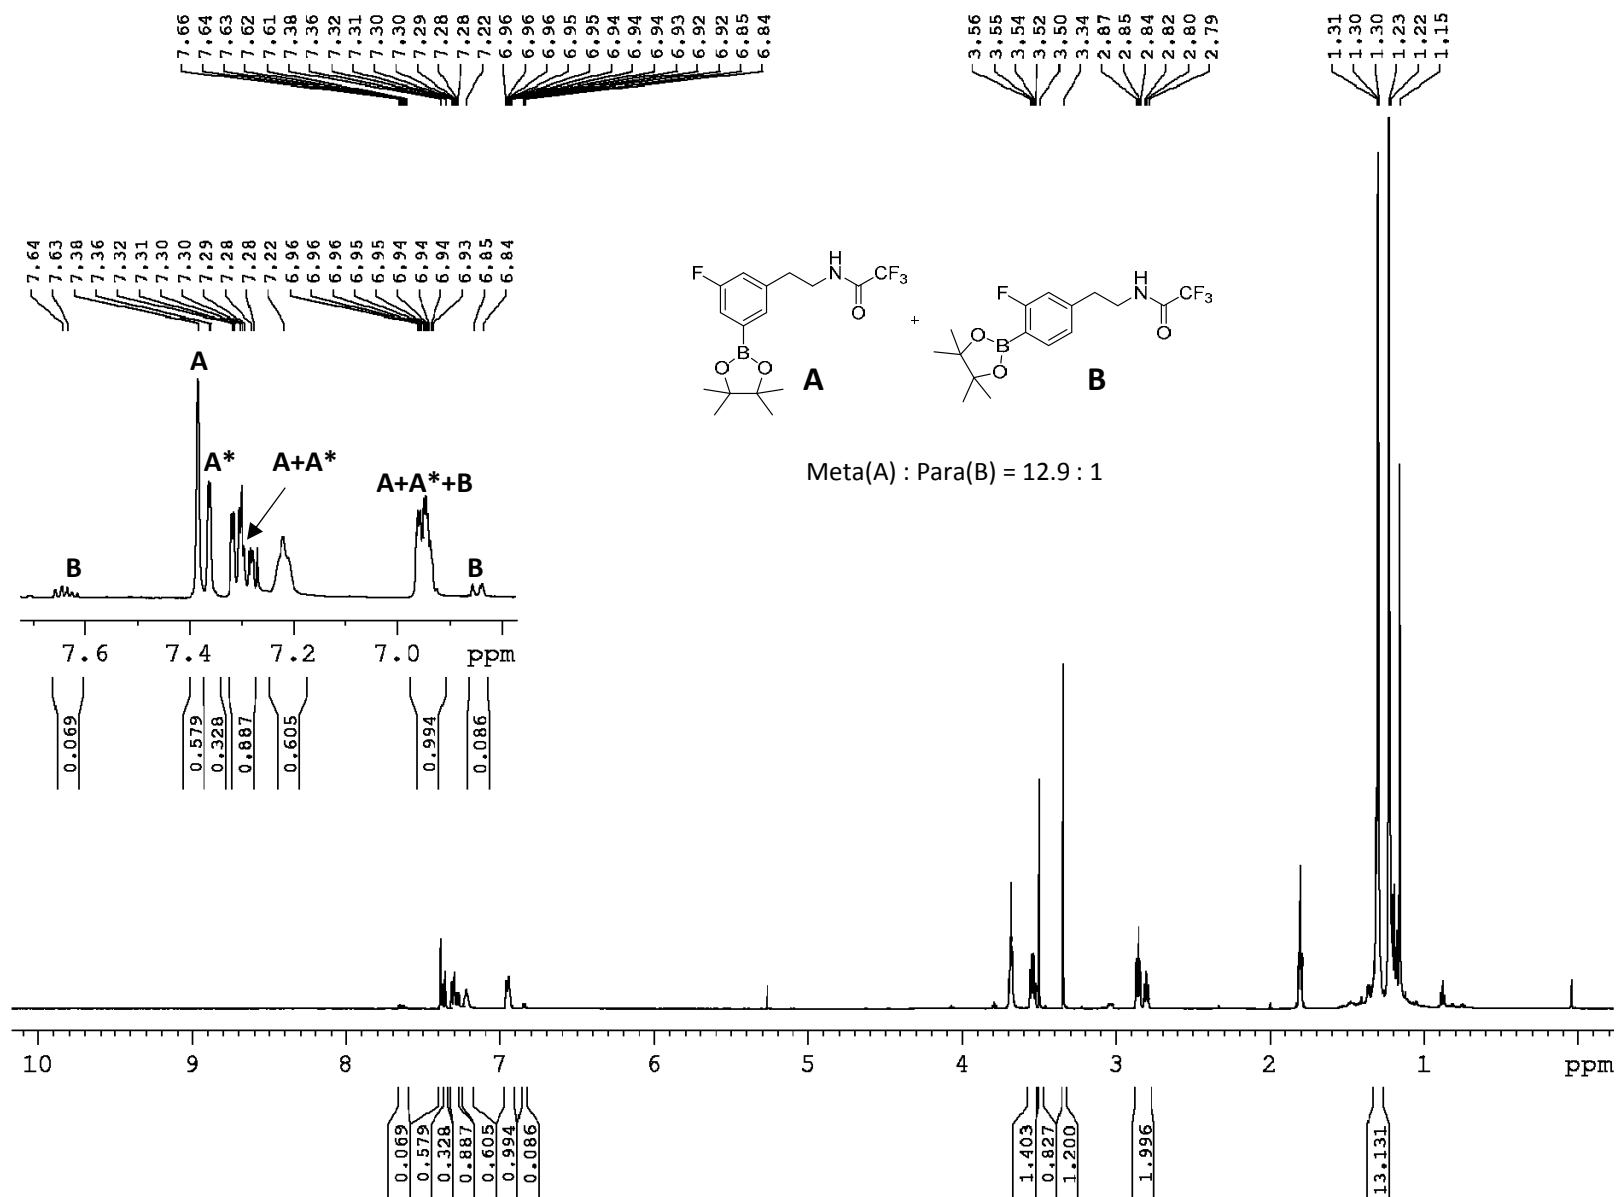 7.66 7.64 7.63 7.62 7.61 7.38 7.36 7.32 7.31 7.30 7.30 7.29 7.28 7.28 7.22 6.96 6.96 6.96 6.95 6.95 6.94 6.94 6.94 6.93 6.92 6.92 6.85 6.84
3.56 3.55 3.54 3.52 3.50 3.34 2.87 2.85 2.84 2.82 2.80 2.79
1.31 1.30 1.30 1.23 1.22 1.15
7.64 7.63 7.38 7.36 7.32 7.31 7.30 7.30 7.29 7.28 7.28 7.22 6.96 6.96 6.96 6.95 6.95 6.94 6.94 6.94 6.93 6.85 6.84
A
A*
A+A*
A+A*+B
B
B
7.6 7.4 7.2 7.0 ppm
0.069 0.579 0.328 0.887 0.605 0.994 0.086
F
H
N
CF3
O
B
O
O
A
+
F
H
N
CF3
O
O
B
O
B
Meta(A) : Para(B) = 12.9 : 1
10 9 8 7 6 5 4 3 2 1 ppm
0.069 0.579 0.328 0.887 0.605 0.994 0.086 1.403 0.827 1.200 1.996 13.131